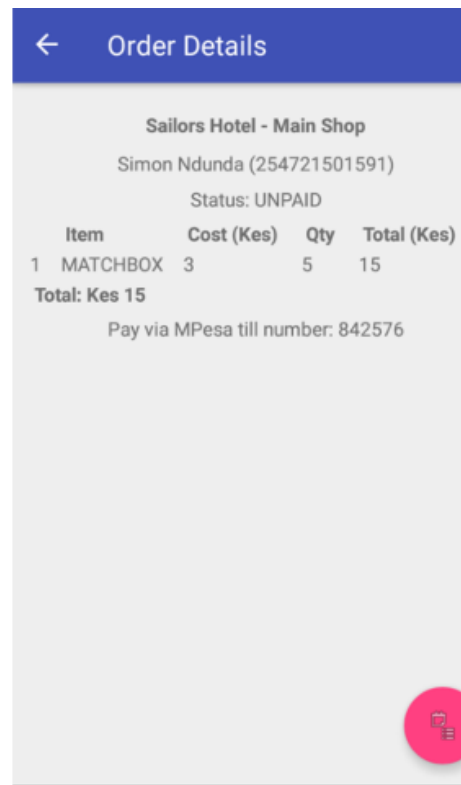 Order Details
Sailors Hotel - Main Shop
Simon Ndunda (254721501591)
Status: UNPAID
Item Cost (Kes) Qty Total (Kes)
1 MATCHBOX 3 5 15
Total: Kes 15
Pay via MPesa till number: 842576